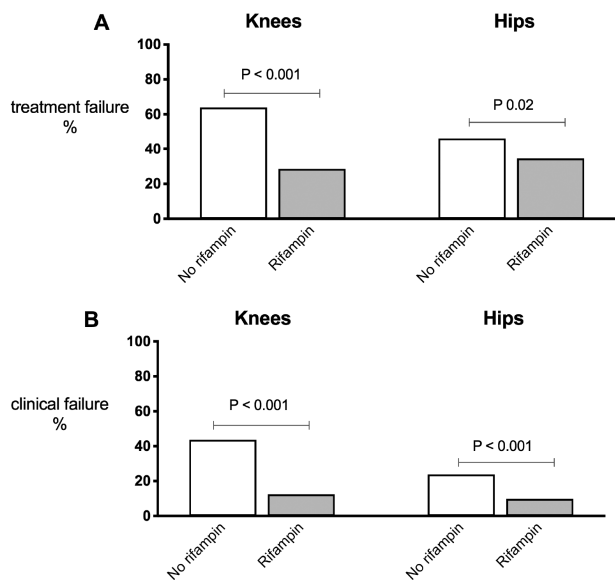 A
Knees
Hips
100
80
60
40
20
0
treatment failure
%
P < 0.001
P 0.02
No rifampin
Rifampin
No rifampin
Rifampin
B
Knees
Hips
100
80
60
40
20
0
clinical failure
%
P < 0.001
P < 0.001
No rifampin
Rifampin
No rifampin
Rifampin